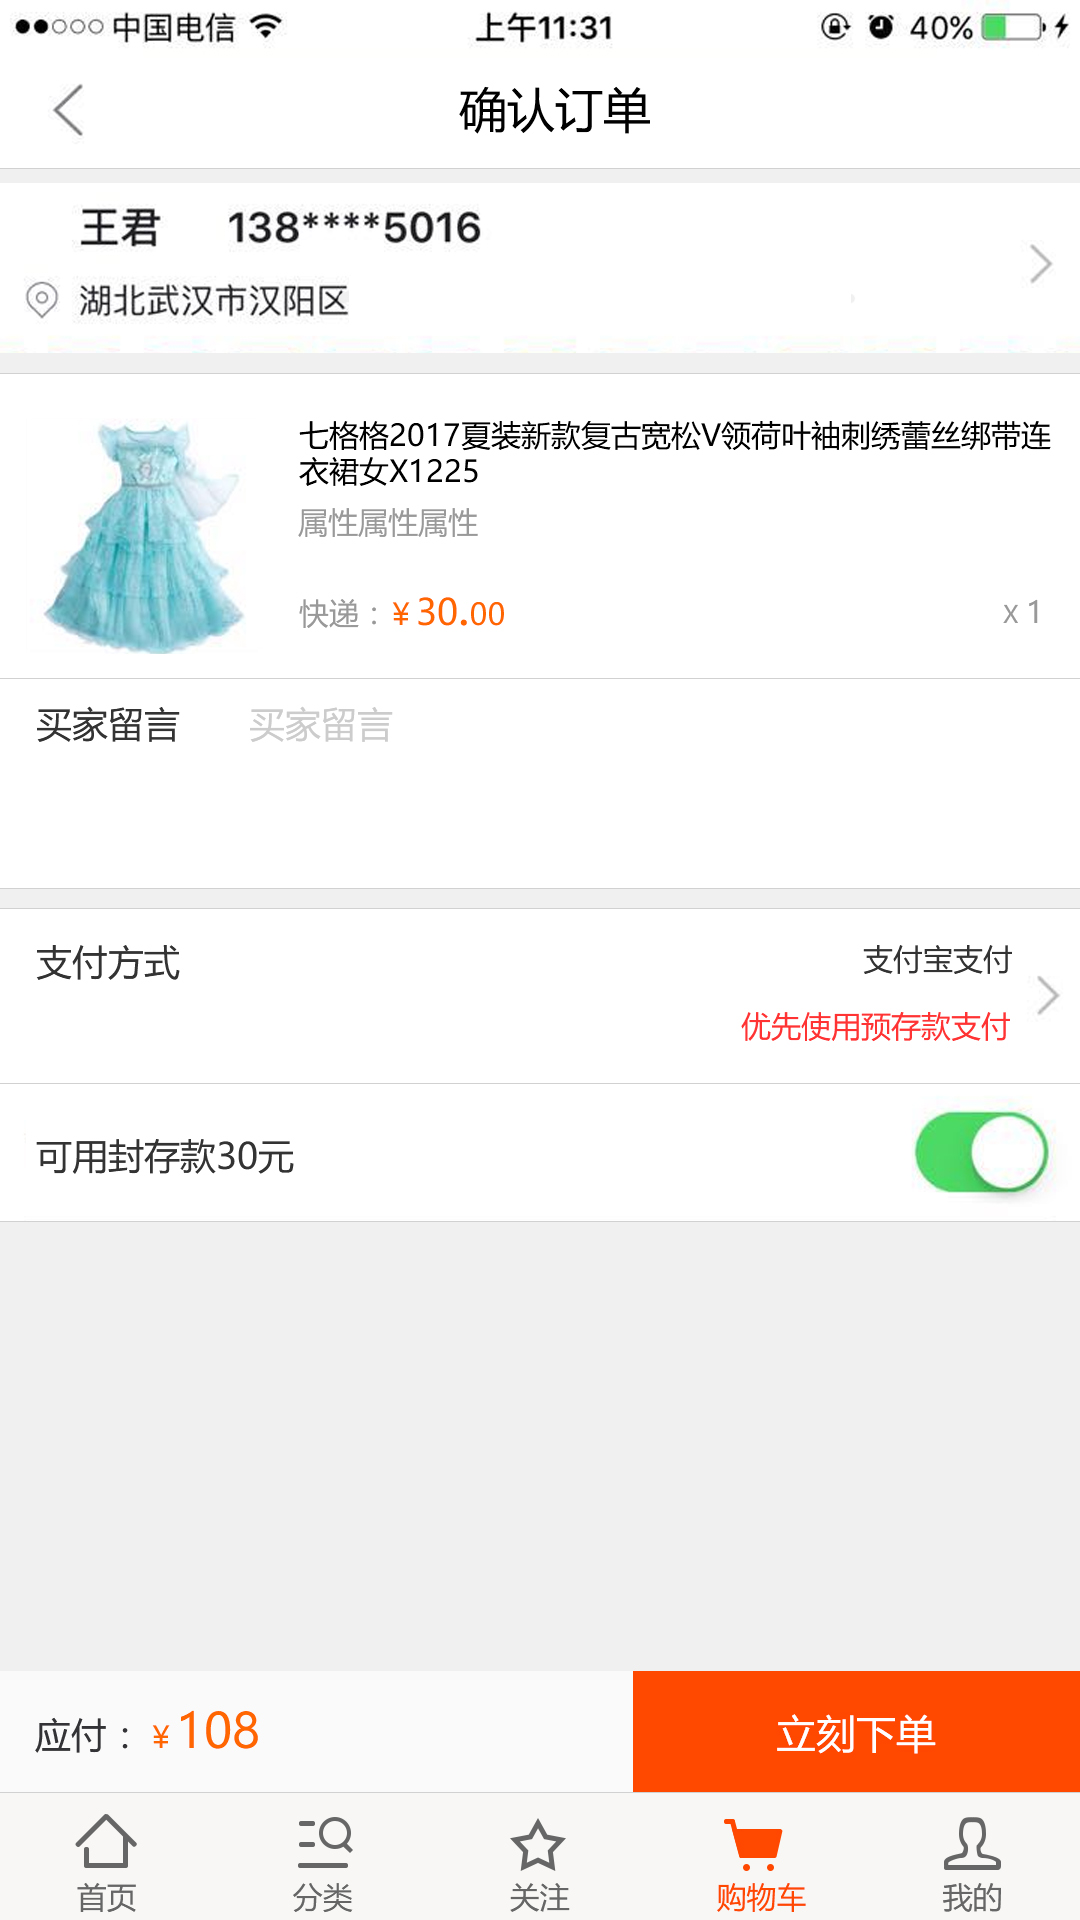 中国电信 上午11:31 40%
确认订单
王君 138****5016
湖北武汉市汉阳区
七格格2017夏装新款复古宽松V领荷叶袖刺绣蕾丝绑带连
衣裙女X1225
属性属性属性
快递：¥30.00 x 1
买家留言 买家留言
支付方式 支付宝支付
优先使用预存款支付
可用封存款30元
应付：¥108 立刻下单
首页 分类 关注 购物车 我的